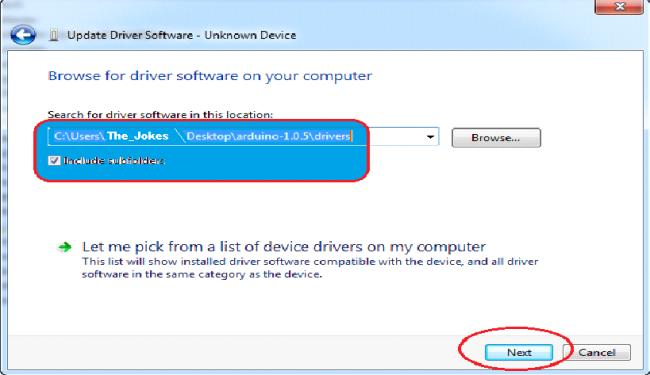 Update Driver Software - Unknown Device
Browse for driver software on your computer
Search for driver software in this location:
C:\Users\ The_Jokes \Desktop\arduino-1.0.5\drivers
Browse...
Include subfolders
Let me pick from a list of device drivers on my computer
This list will show installed driver software compatible with the device, and all driver
software in the same category as the device.
Next
Cancel